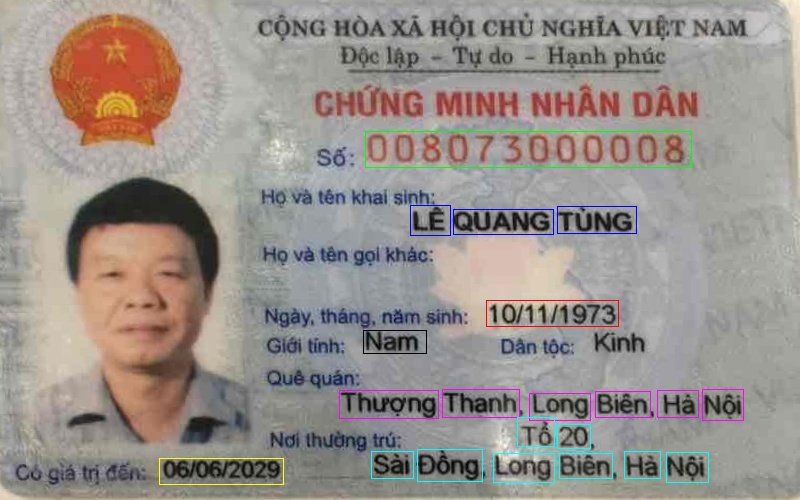 CỘNG HÒA XÃ HỘI CHỦ NGHĨA VIỆT NAM
Độc lập - Tự do - Hạnh phúc
CHỨNG MINH NHÂN DÂN
Số: 008073000008
Họ và tên khai sinh:
LÊ QUANG TÙNG
Họ và tên gọi khác:
Ngày, tháng, năm sinh: 10/11/1973
Giới tính: Nam Dân tộc: Kinh
Quê quán:
Thượng Thanh, Long Biên, Hà Nội
Nơi thường trú: Tổ 20,
Sài Đồng, Long Biên, Hà Nội
Có giá trị đến: 06/06/2029